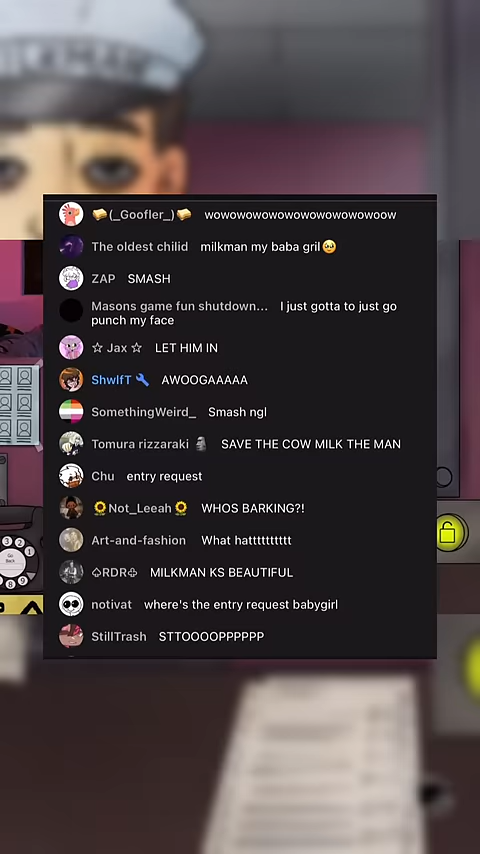 🧇(_Goofler_)🧇 wowowowowowowowowowowoow
The oldest chilid milkman my baba gril🥹
ZAP SMASH
Masons game fun shutdown... I just gotta to just go
punch my face
☆ Jax ☆ LET HIM IN
ShwlfT 🔧 AWOOGAAAAA
SomethingWeird_ Smash ngl
Tomura rizzaraki 🗿 SAVE THE COW MILK THE MAN
Chu entry request
🌻Not_Leeah🌻 WHOS BARKING?!
Art-and-fashion What hatttttttttt
♤RDR♧ MILKMAN KS BEAUTIFUL
notivat where's the entry request babygirl
StillTrash STTOOOOPPPPPP